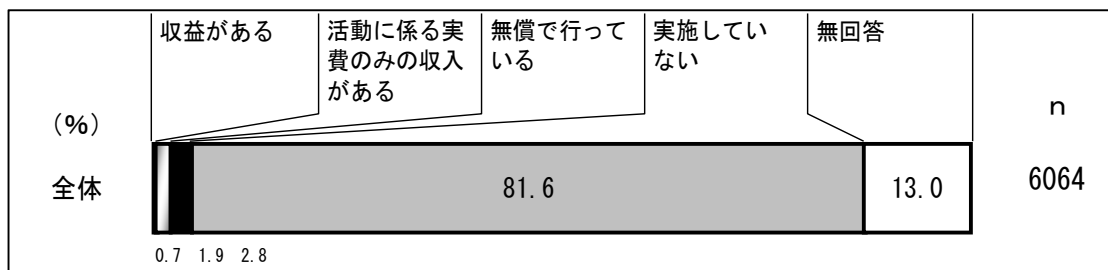 収益がある
活動に係る実
費のみの収入
がある
無償で行って
いる
実施してい
ない
無回答
(%)
n
全体
81.6
13.0
6064
0.7
1.9
2.8